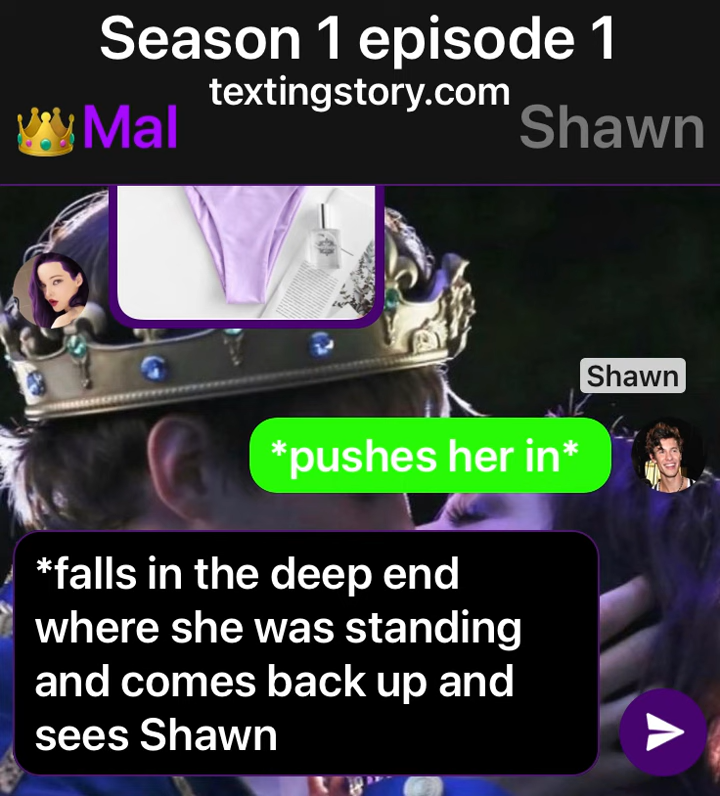 Season 1 episode 1
textingstory.com
👑Mal
Shawn
Shawn
*pushes her in*
*falls in the deep end
where she was standing
and comes back up and
sees Shawn